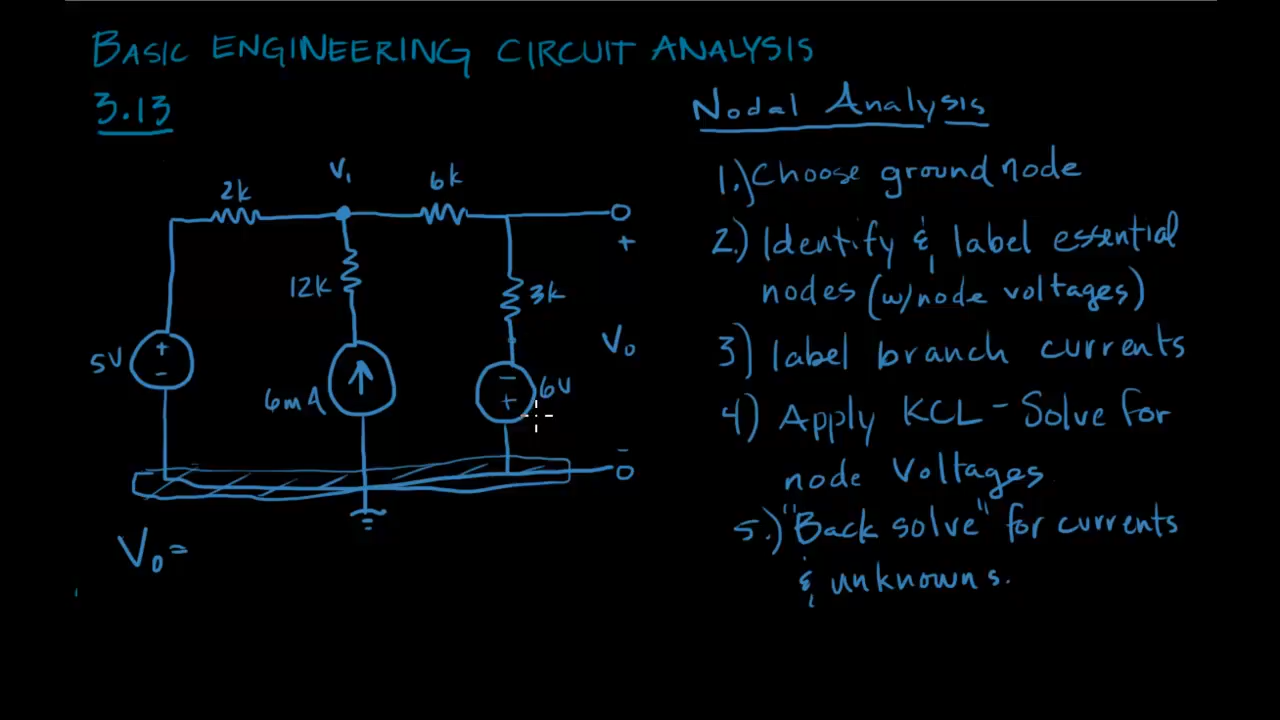 BASIC ENGINEERING CIRCUIT ANALYSIS
3.13
Nodal Analysis
1.) Choose ground node
2.) Identify & label essential
nodes (w/node voltages)
3) label branch currents
4) Apply KCL - Solve for
node Voltages
5.) "Back solve" for currents
& unknowns.
V₁
2k
6k
12k
3k
+
V₀
-
5V
+
-
6mA
-
+
6V
V₀ =